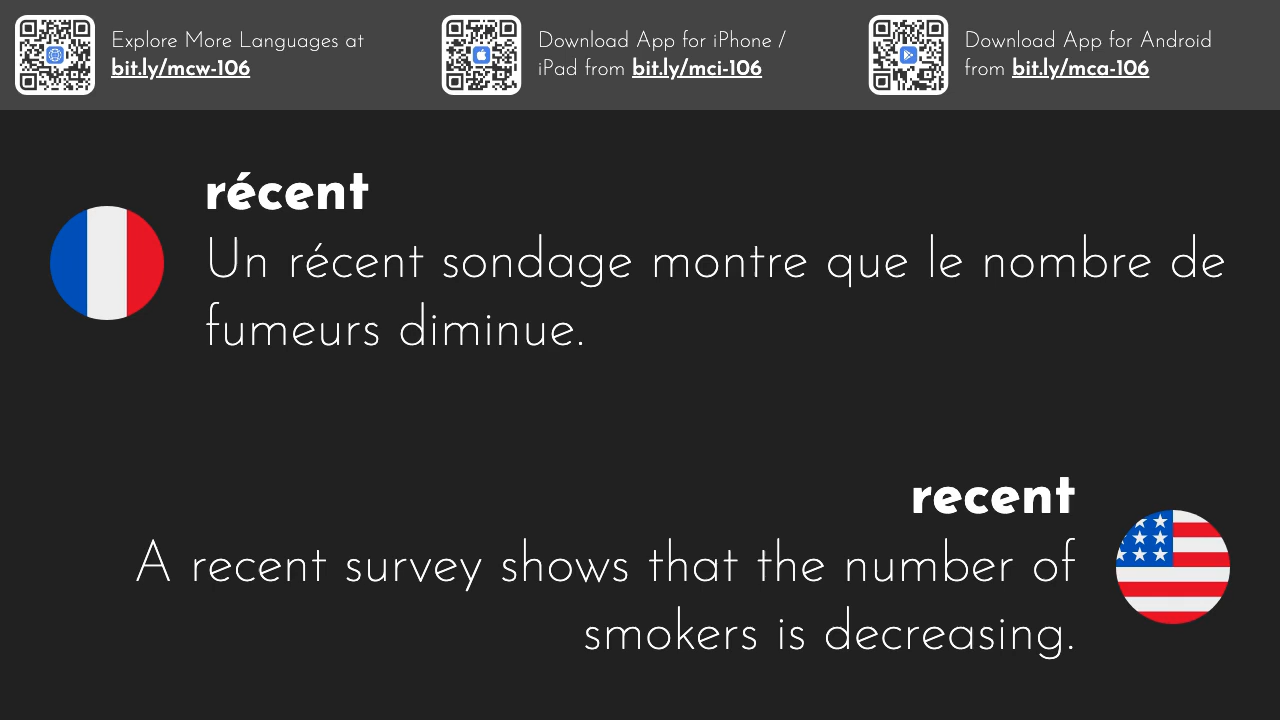 Explore More Languages at
bit.ly/mcw-106
Download App for iPhone /
iPad from bit.ly/mci-106
Download App for Android
from bit.ly/mca-106
récent
Un récent sondage montre que le nombre de
fumeurs diminue.
recent
A recent survey shows that the number of
smokers is decreasing.